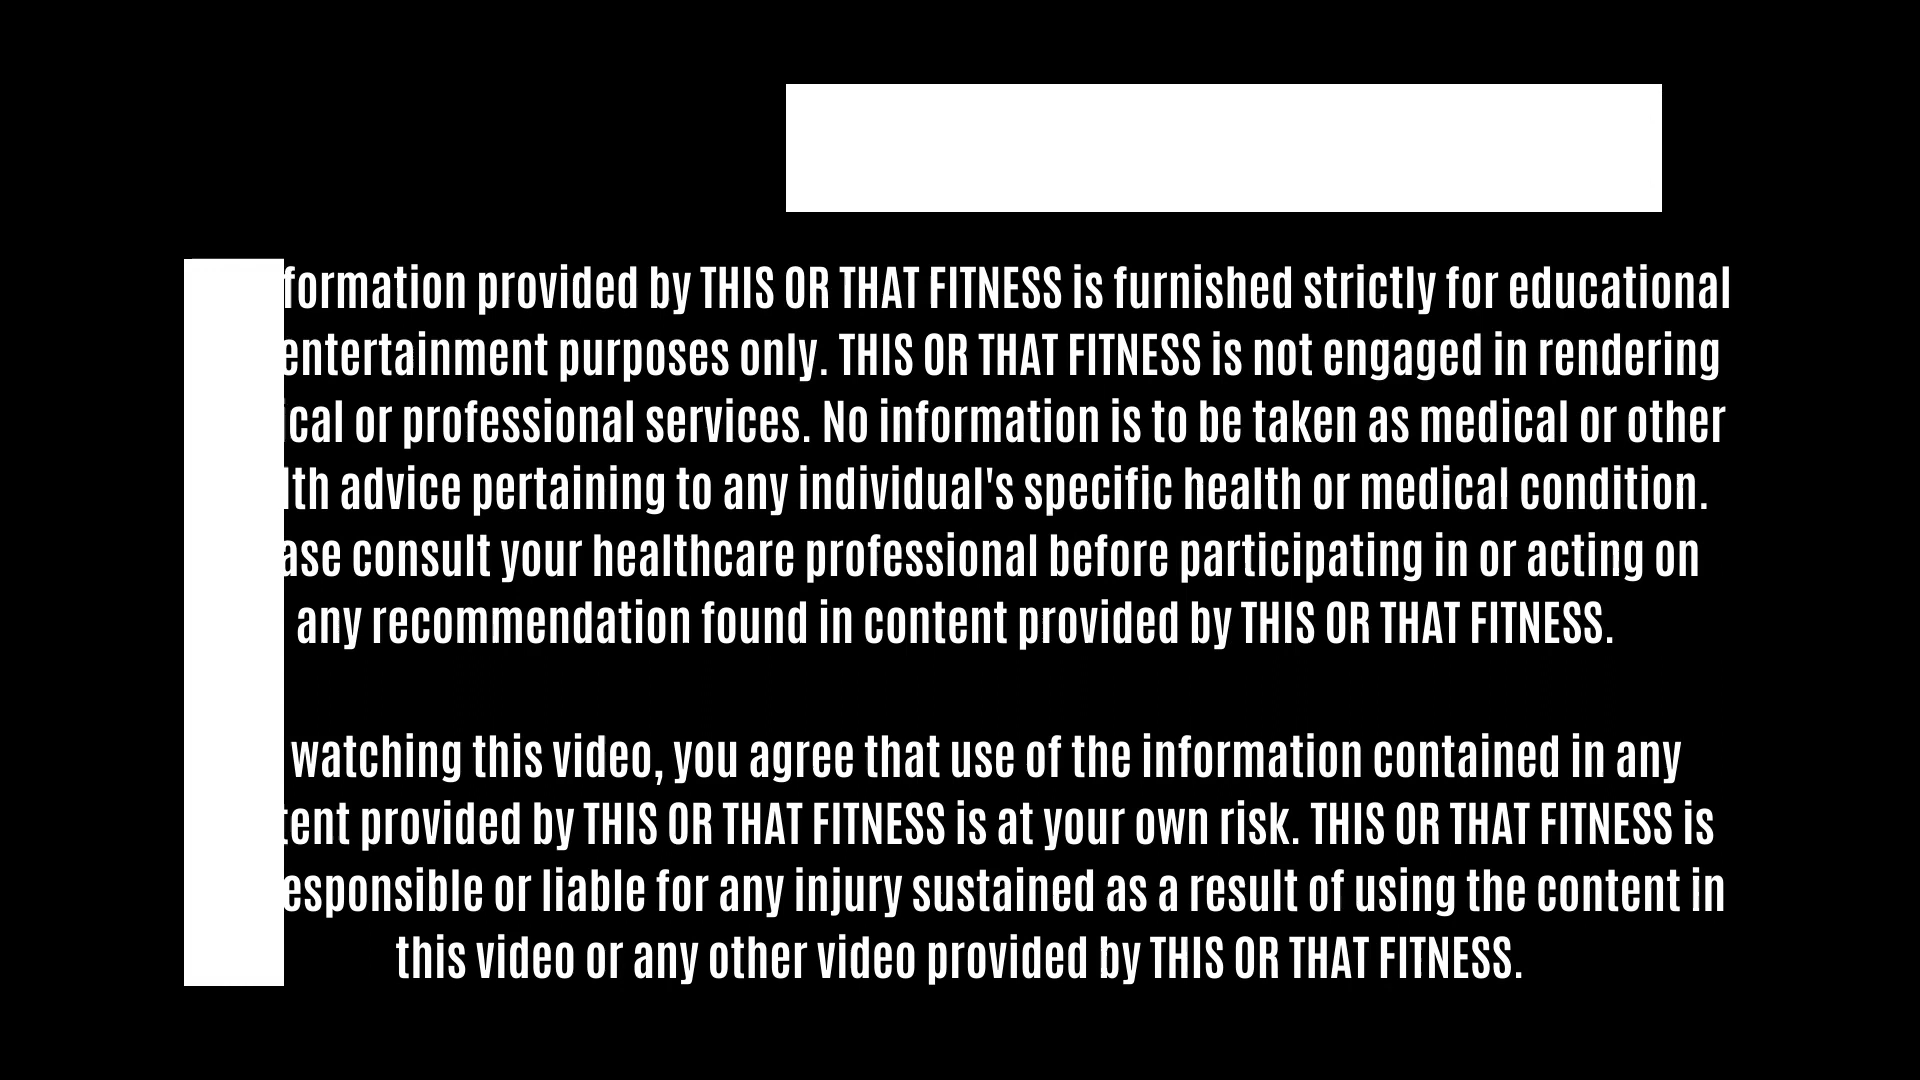 formation provided by THIS OR THAT FITNESS is furnished strictly for educational
entertainment purposes only. THIS OR THAT FITNESS is not engaged in rendering
ical or professional services. No information is to be taken as medical or other
lth advice pertaining to any individual's specific health or medical condition.
ase consult your healthcare professional before participating in or acting on
any recommendation found in content provided by THIS OR THAT FITNESS.
watching this video, you agree that use of the information contained in any
tent provided by THIS OR THAT FITNESS is at your own risk. THIS OR THAT FITNESS is
esponsible or liable for any injury sustained as a result of using the content in
this video or any other video provided by THIS OR THAT FITNESS.